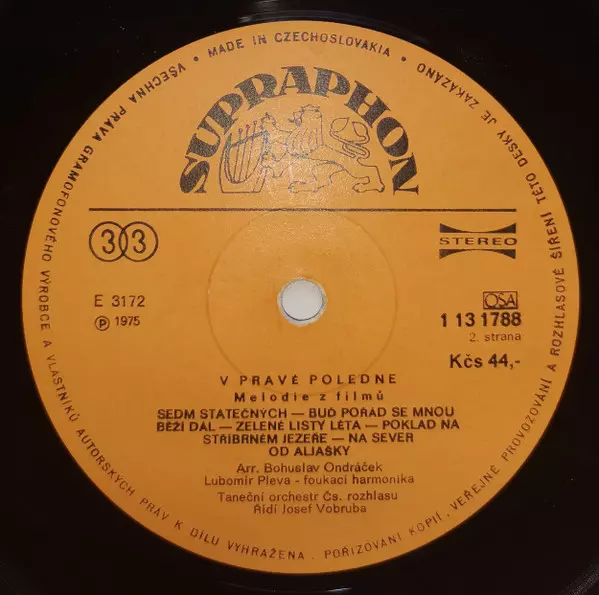 • MADE IN CZECHOSLOVAKIA •
VŠECHNA PRÁVA GRAMOFONOVÉHO VÝROBCE A VLASTNÍKŮ AUTORSKÝCH PRÁV K DÍLU VYHRAŽENA. POŘIZOVÁNÍ KOPIÍ, VEŘEJNÉ PROVOZOVÁNÍ A ROZHLASOVÉ ŠÍŘENÍ TÉTO DESKY JE ZAKÁZÁNO
SUPRAPHON
33
STEREO
E 3172
℗ 1975
OSA
1 13 1788
2. strana
Kčs 44,-
V PRAVÉ POLEDNE
Melodie z filmů
SEDM STATEČNÝCH — BUĎ POŘÁD SE MNOU
BĚŽÍ DÁL — ZELENÉ LISTY LÉTA — POKLAD NA
STŘÍBRNÉM JEZEŘE — NA SEVER
OD ALJAŠKY
Arr. Bohuslav Ondráček
Lubomír Pleva - foukací harmonika
Taneční orchestr Čs. rozhlasu
Řídí Josef Vobruba